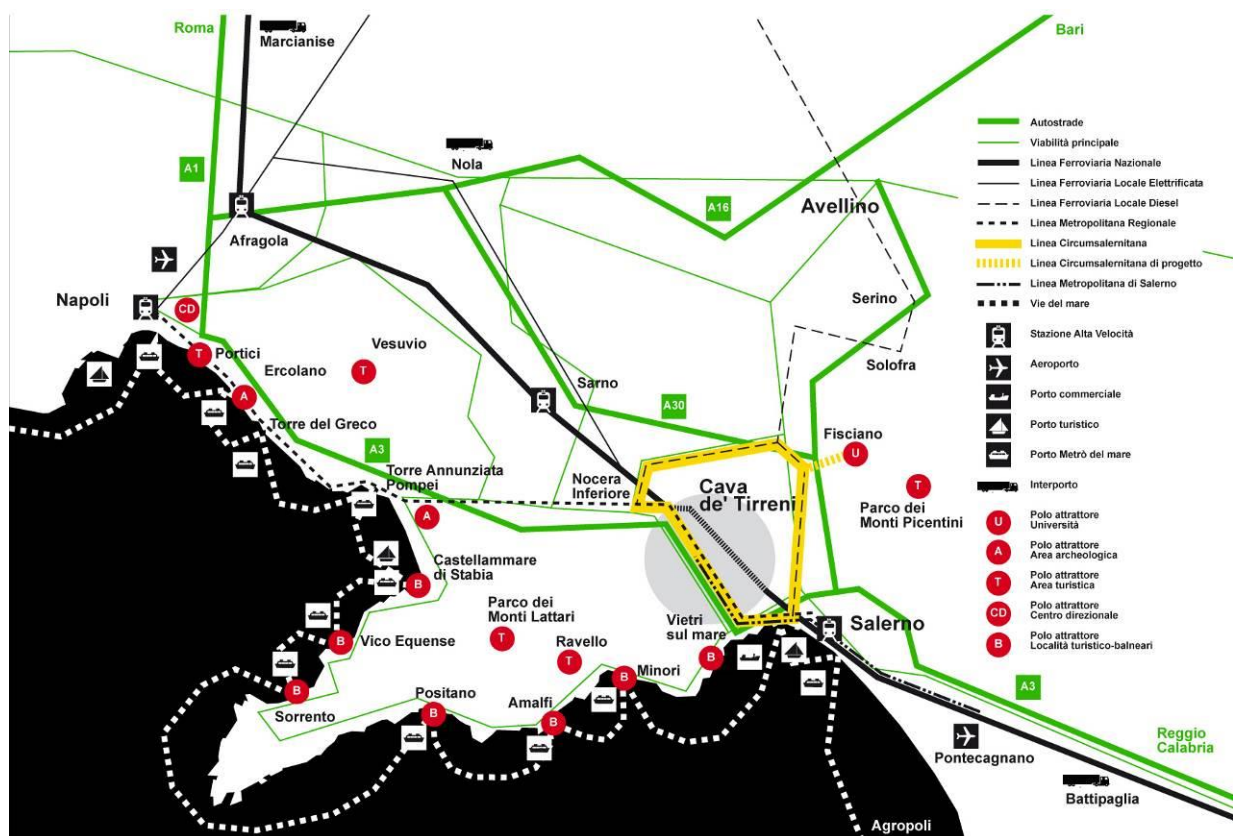 Roma
Marcianise
Bari
A1
Nola
A16
Avellino
Afragola
Napoli
CD
Serino
Vesuvio
T
Portici
T
Solofra
Ercolano
A
Sarno
A30
Torre del Greco
Fisciano
U
A3
Torre Annunziata
Pompei
A
Nocera
Inferiore
Cava
de' Tirreni
T
Parco dei
Monti Picentini
Castellammare
di Stabia
B
Parco dei
Monti Lattari
T
Vietri
sul mare
B
Salerno
Vico Equense
B
Ravello
T
Minori
B
Sorrento
B
Positano
B
Amalfi
B
A3
Reggio
Calabria
Pontecagnano
Battipaglia
Agropoli
Autostrade
Viabilità principale
Linea Ferroviaria Nazionale
Linea Ferroviaria Locale Elettrificata
Linea Ferroviaria Locale Diesel
Linea Metropolitana Regionale
Linea Circumsalernitana
Linea Circumsalernitana di progetto
Linea Metropolitana di Salerno
Vie del mare
Stazione Alta Velocità
Aeroporto
Porto commerciale
Porto turistico
Porto Metrò del mare
Interporto
U
Polo attrattore
Università
A
Polo attrattore
Area archeologica
T
Polo attrattore
Area turistica
CD
Polo attrattore
Centro direzionale
B
Polo attrattore
Località turistico-balneari